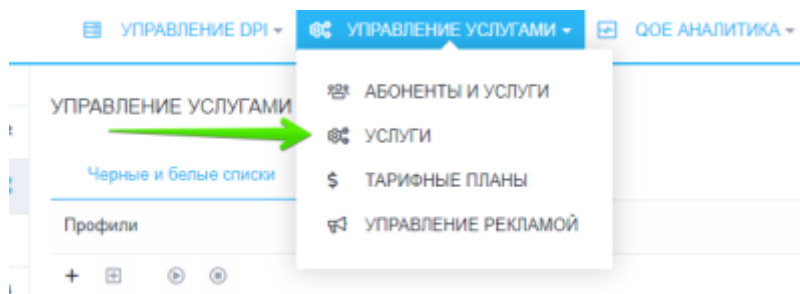 УПРАВЛЕНИЕ DPI УПРАВЛЕНИЕ УСЛУГАМИ QOE АНАЛИТИКА
УПРАВЛЕНИЕ УСЛУГАМИ
АБОНЕНТЫ И УСЛУГИ
УСЛУГИ
Черные и белые списки
$ ТАРИФНЫЕ ПЛАНЫ
Профили
УПРАВЛЕНИЕ РЕКЛАМОЙ